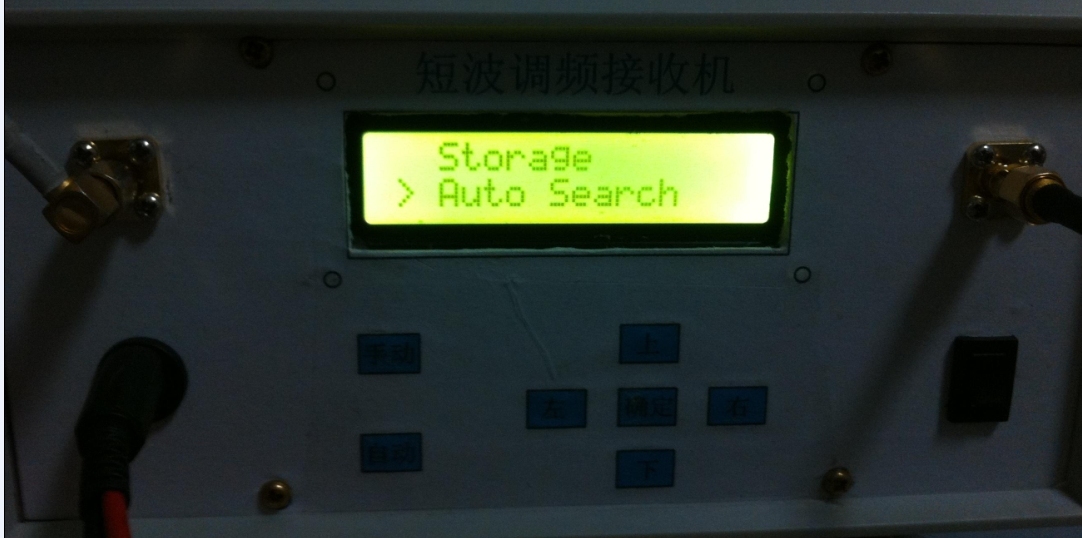 短波调频接收机
Storage
> Auto Search
手动
上
左
确定
右
自动
下